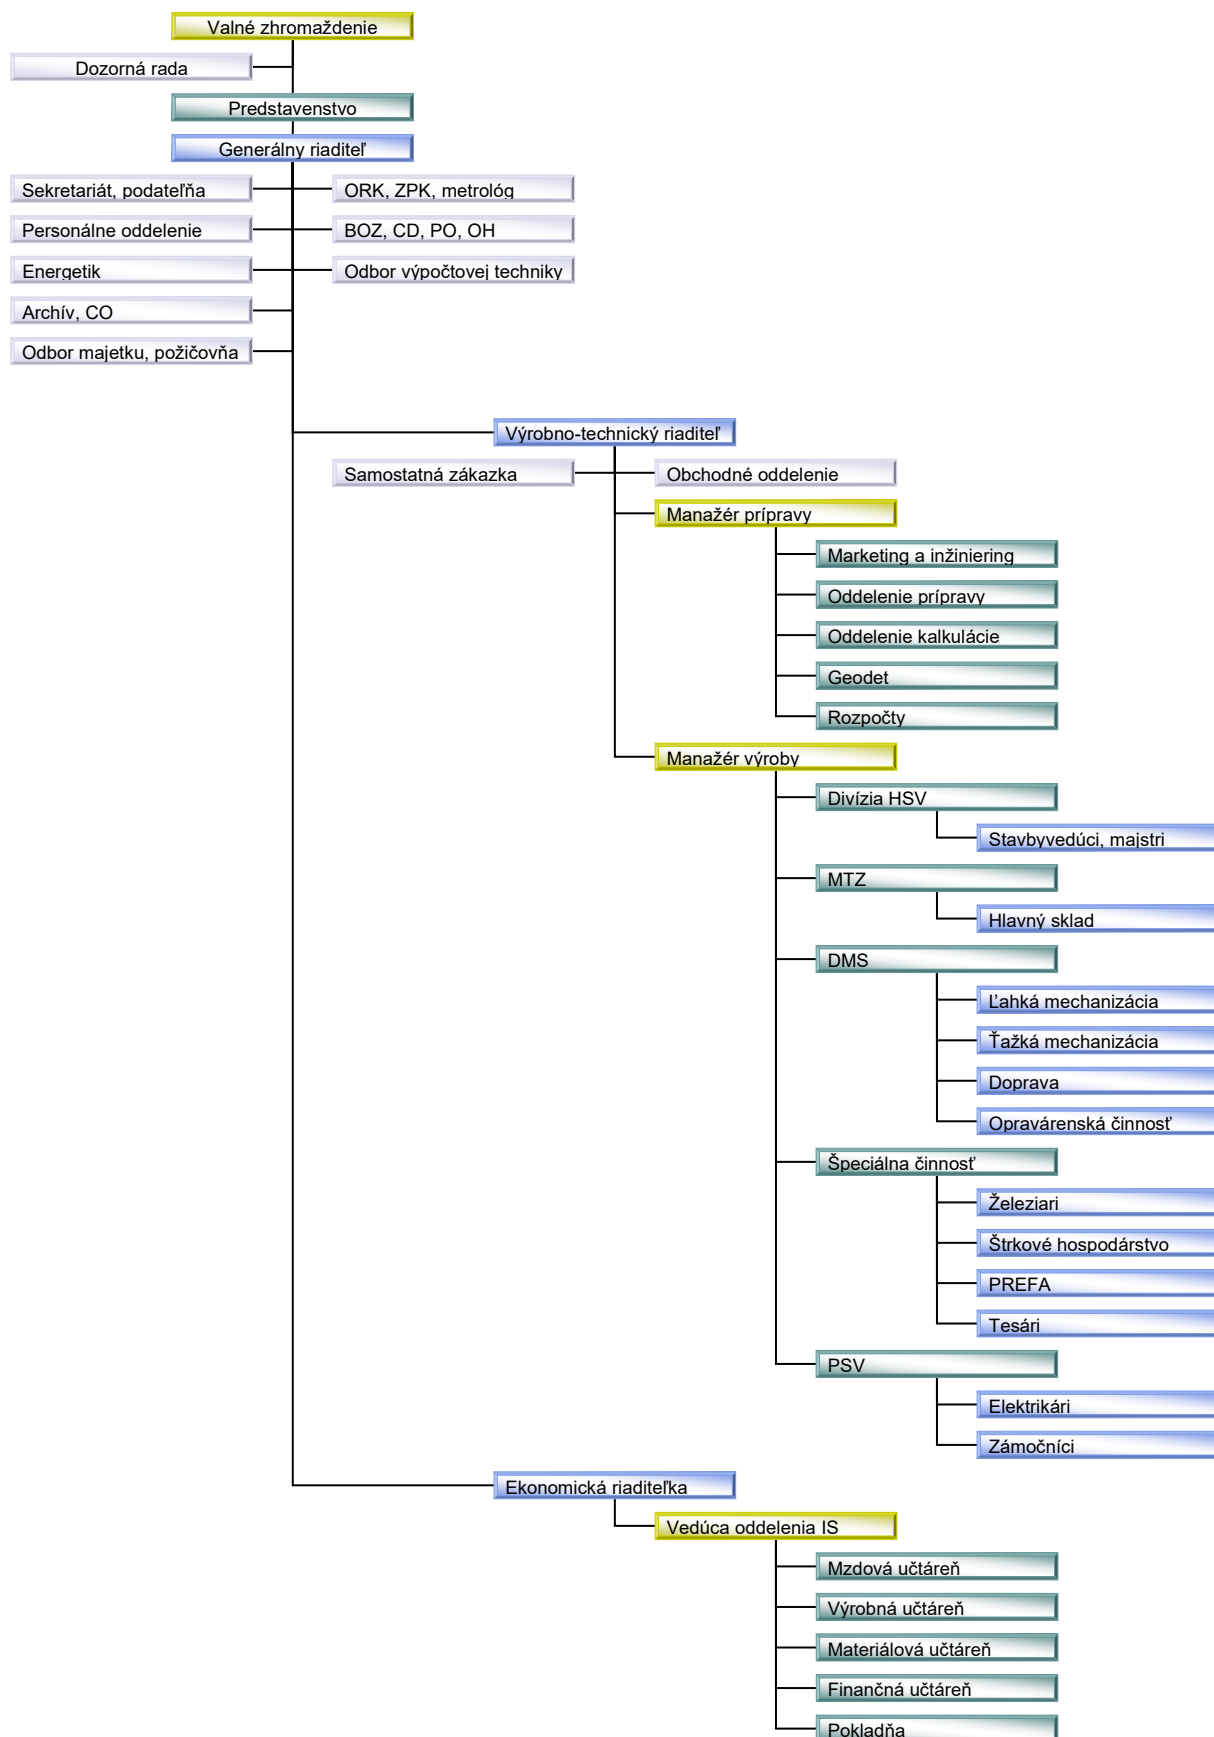 Valné zhromaždenie
Dozorná rada
Predstavenstvo
Generálny riaditeľ
Sekretariát, podateľňa
ORK, ZPK, metrológ
Personálne oddelenie
BOZ, CD, PO, OH
Energetik
Odbor výpočtovej techniky
Archív, CO
Odbor majetku, požičovňa
Výrobno-technický riaditeľ
Samostatná zákazka
Obchodné oddelenie
Manažér prípravy
Marketing a inžiniering
Oddelenie prípravy
Oddelenie kalkulácie
Geodet
Rozpočty
Manažér výroby
Divízia HSV
Stavbyvedúci, majstri
MTZ
Hlavný sklad
DMS
Ľahká mechanizácia
Ťažká mechanizácia
Doprava
Opravárenská činnosť
Špeciálna činnosť
Železiari
Štrkové hospodárstvo
PREFA
Tesári
PSV
Elektrikári
Zámočníci
Ekonomická riaditeľka
Vedúca oddelenia IS
Mzdová učtáreň
Výrobná učtáreň
Materiálová učtáreň
Finančná učtáreň
Pokladňa